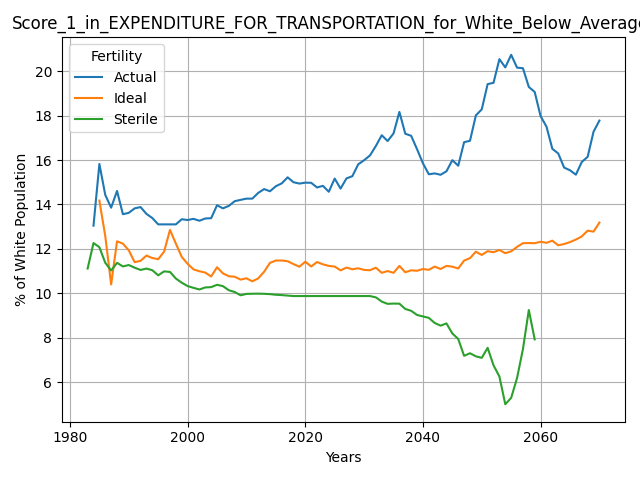 Score_1_in_EXPENDITURE_FOR_TRANSPORTATION_for_White_Below_Average
Fertility
Actual
Ideal
Sterile
% of White Population
20
18
16
14
12
10
8
6
1980 2000 2020 2040 2060
Years